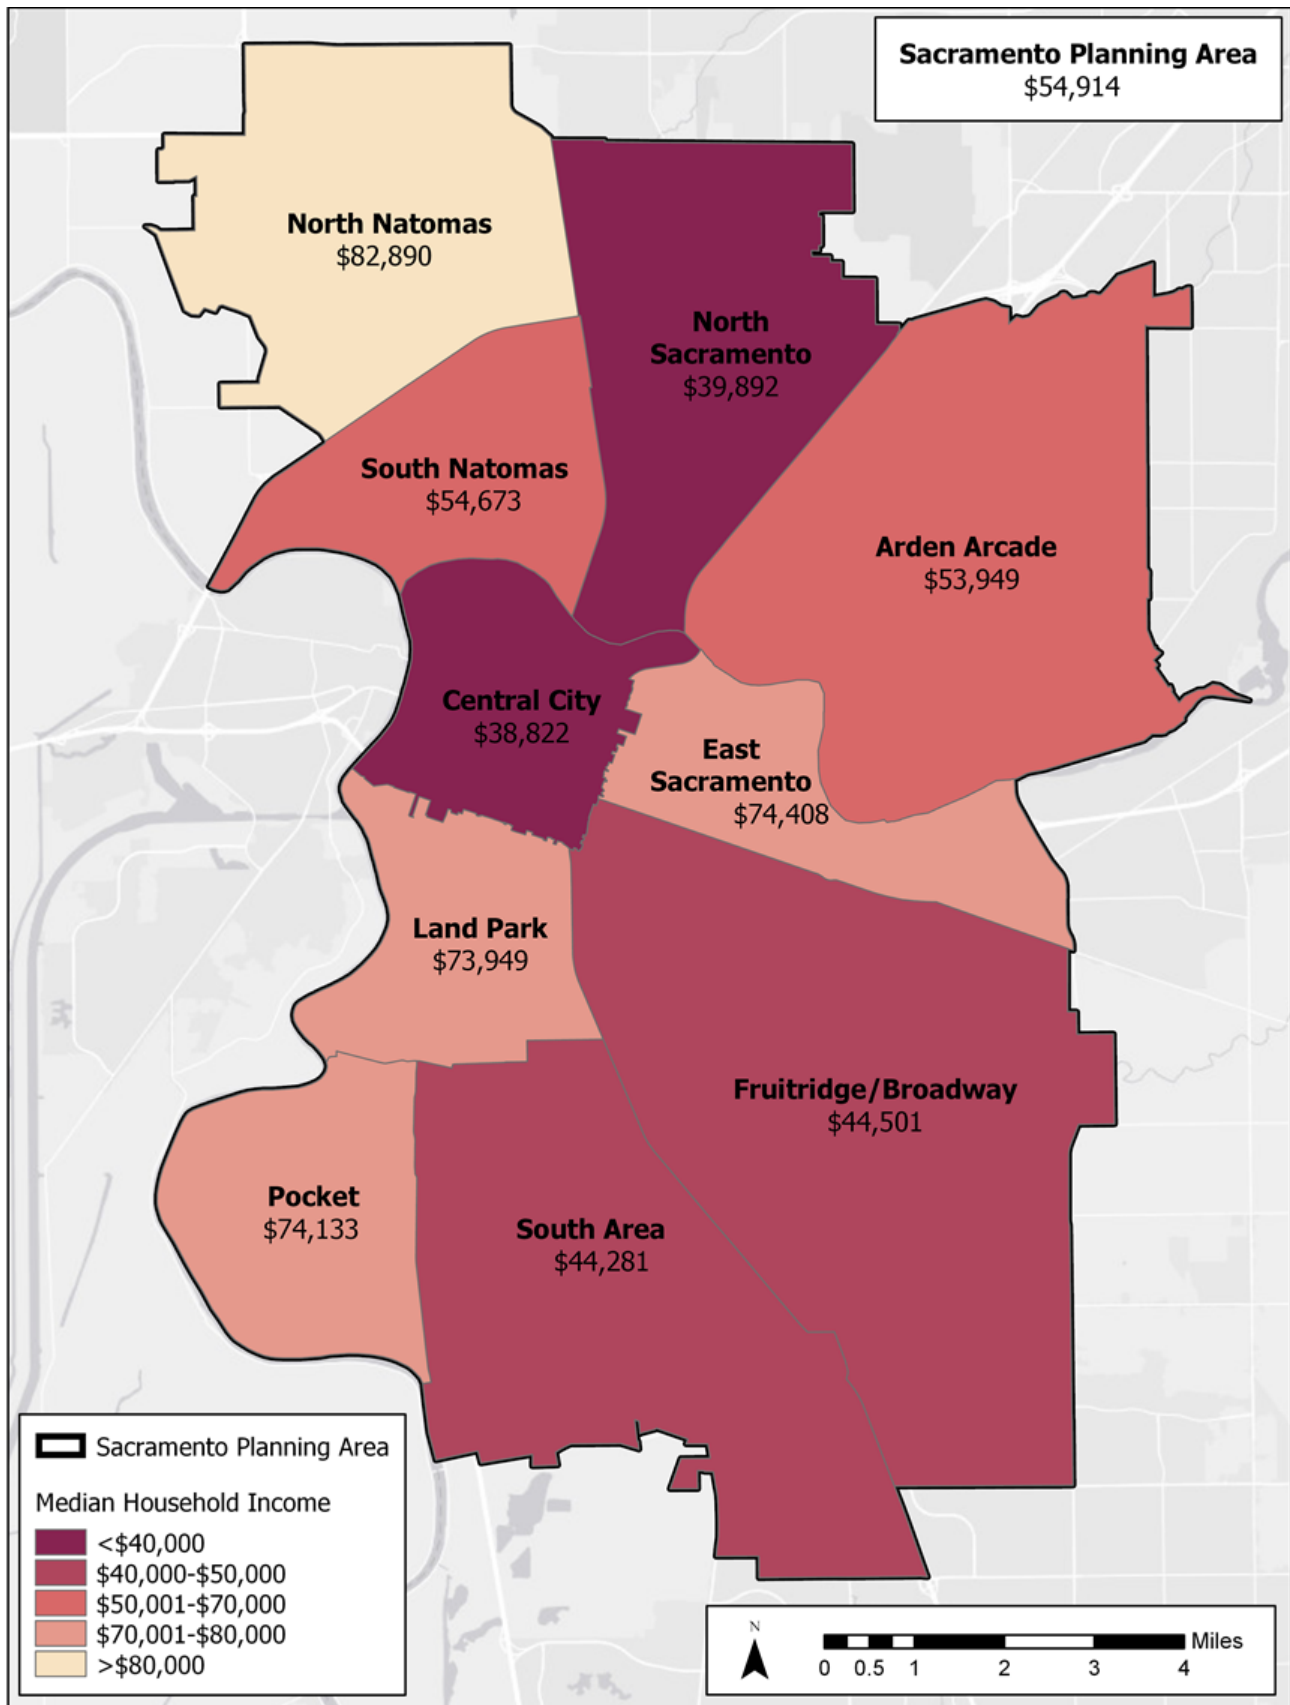 Sacramento Planning Area
$54,914
North Natomas
$82,890
North
Sacramento
$39,892
South Natomas
$54,673
Arden Arcade
$53,949
Central City
$38,822
East
Sacramento
$74,408
Land Park
$73,949
Fruitridge/Broadway
$44,501
Pocket
$74,133
South Area
$44,281
Sacramento Planning Area
Median Household Income
<$40,000
$40,000-$50,000
$50,001-$70,000
$70,001-$80,000
>$80,000
N
Miles
0 0.5 1 2 3 4